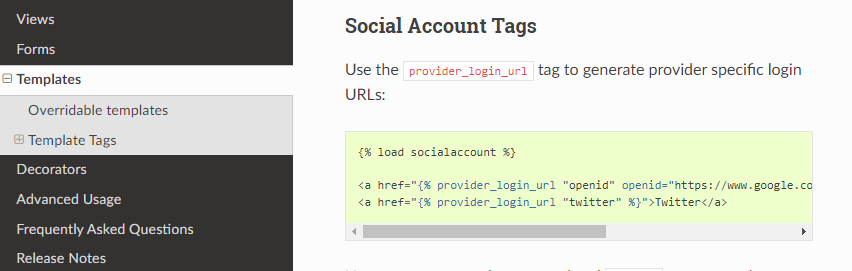 Views
Forms
Templates
Overridable templates
Template Tags
Decorators
Advanced Usage
Frequently Asked Questions
Release Notes
Social Account Tags
Use the provider_login_url tag to generate provider specific login
URLs:
{% load socialaccount %}
<a href="{% provider_login_url "openid" openid="https://www.google.co
<a href="{% provider_login_url "twitter" %}">Twitter</a>